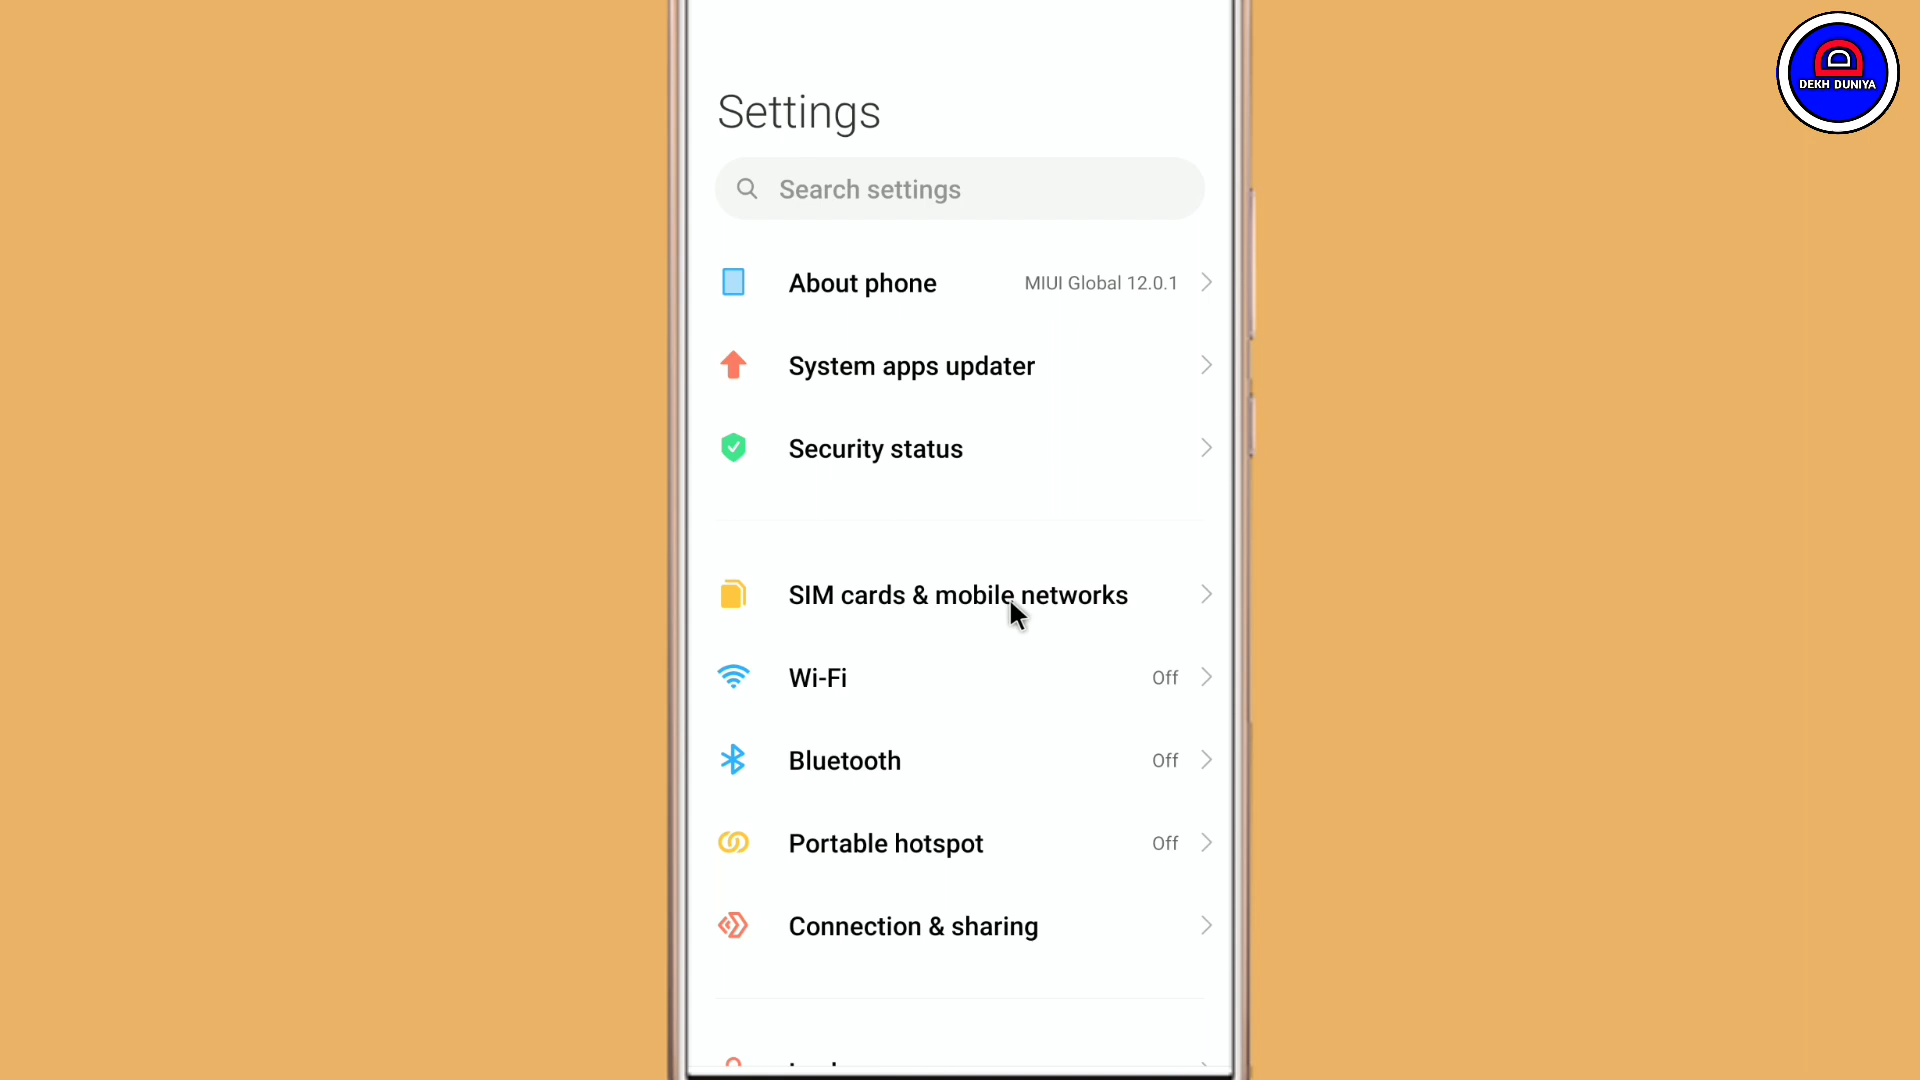 DEKH DUNIYA
Settings
Search settings
About phone MIUI Global 12.0.1
System apps updater
Security status
SIM cards & mobile networks
Wi-Fi Off
Bluetooth Off
Portable hotspot Off
Connection & sharing